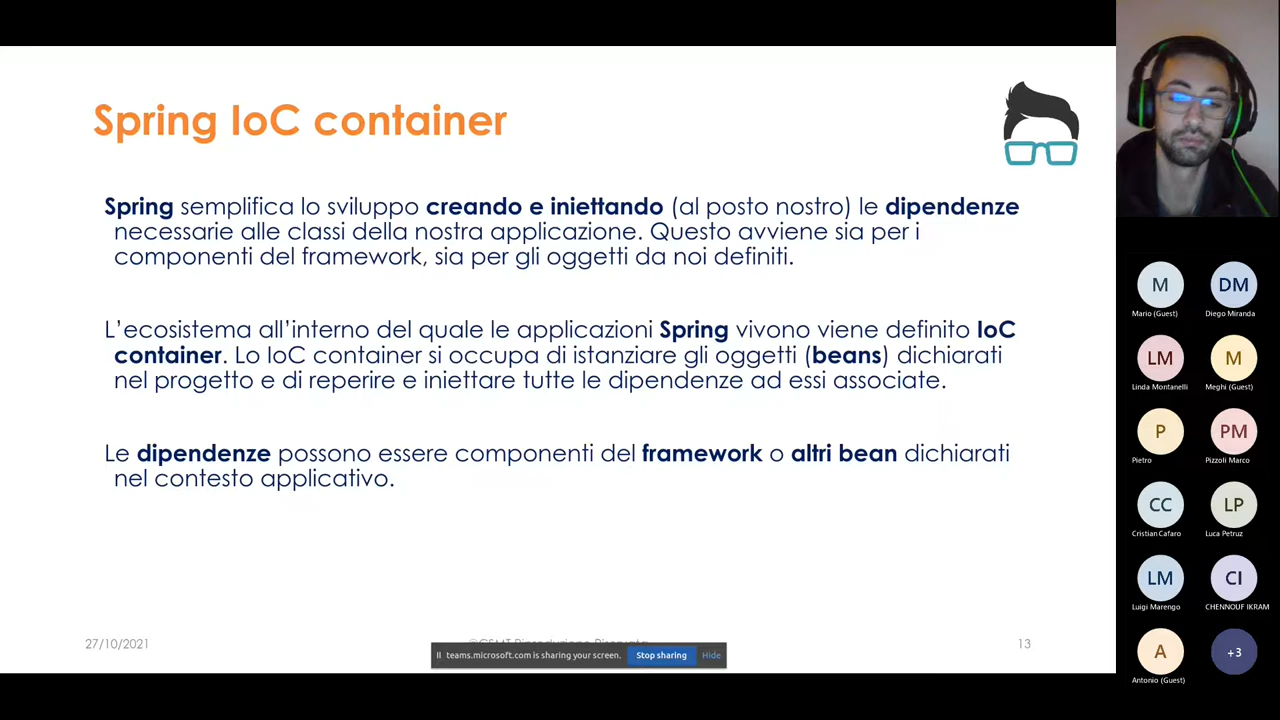 Spring IoC container
Spring semplifica lo sviluppo creando e iniettando (al posto nostro) le dipendenze
necessarie alle classi della nostra applicazione. Questo avviene sia per i
componenti del framework, sia per gli oggetti da noi definiti.
L'ecosistema all'interno del quale le applicazioni Spring vivono viene definito IoC
container. Lo IoC container si occupa di istanziare gli oggetti (beans) dichiarati
nel progetto e di reperire e iniettare tutte le dipendenze ad essi associate.
Le dipendenze possono essere componenti del framework o altri bean dichiarati
nel contesto applicativo.
27/10/2021
13
teams.microsoft.com is sharing your screen.
Stop sharing
Hide
M
DM
Mario (Guest)
Diego Miranda
LM
M
Linda Montanelli
Meghi (Guest)
P
PM
Pietro
Pizzoli Marco
CC
LP
Cristian Cafaro
Luca Petruz
LM
CI
Luigi Marengo
CHENNOUF IKRAM
A
+3
Antonio (Guest)